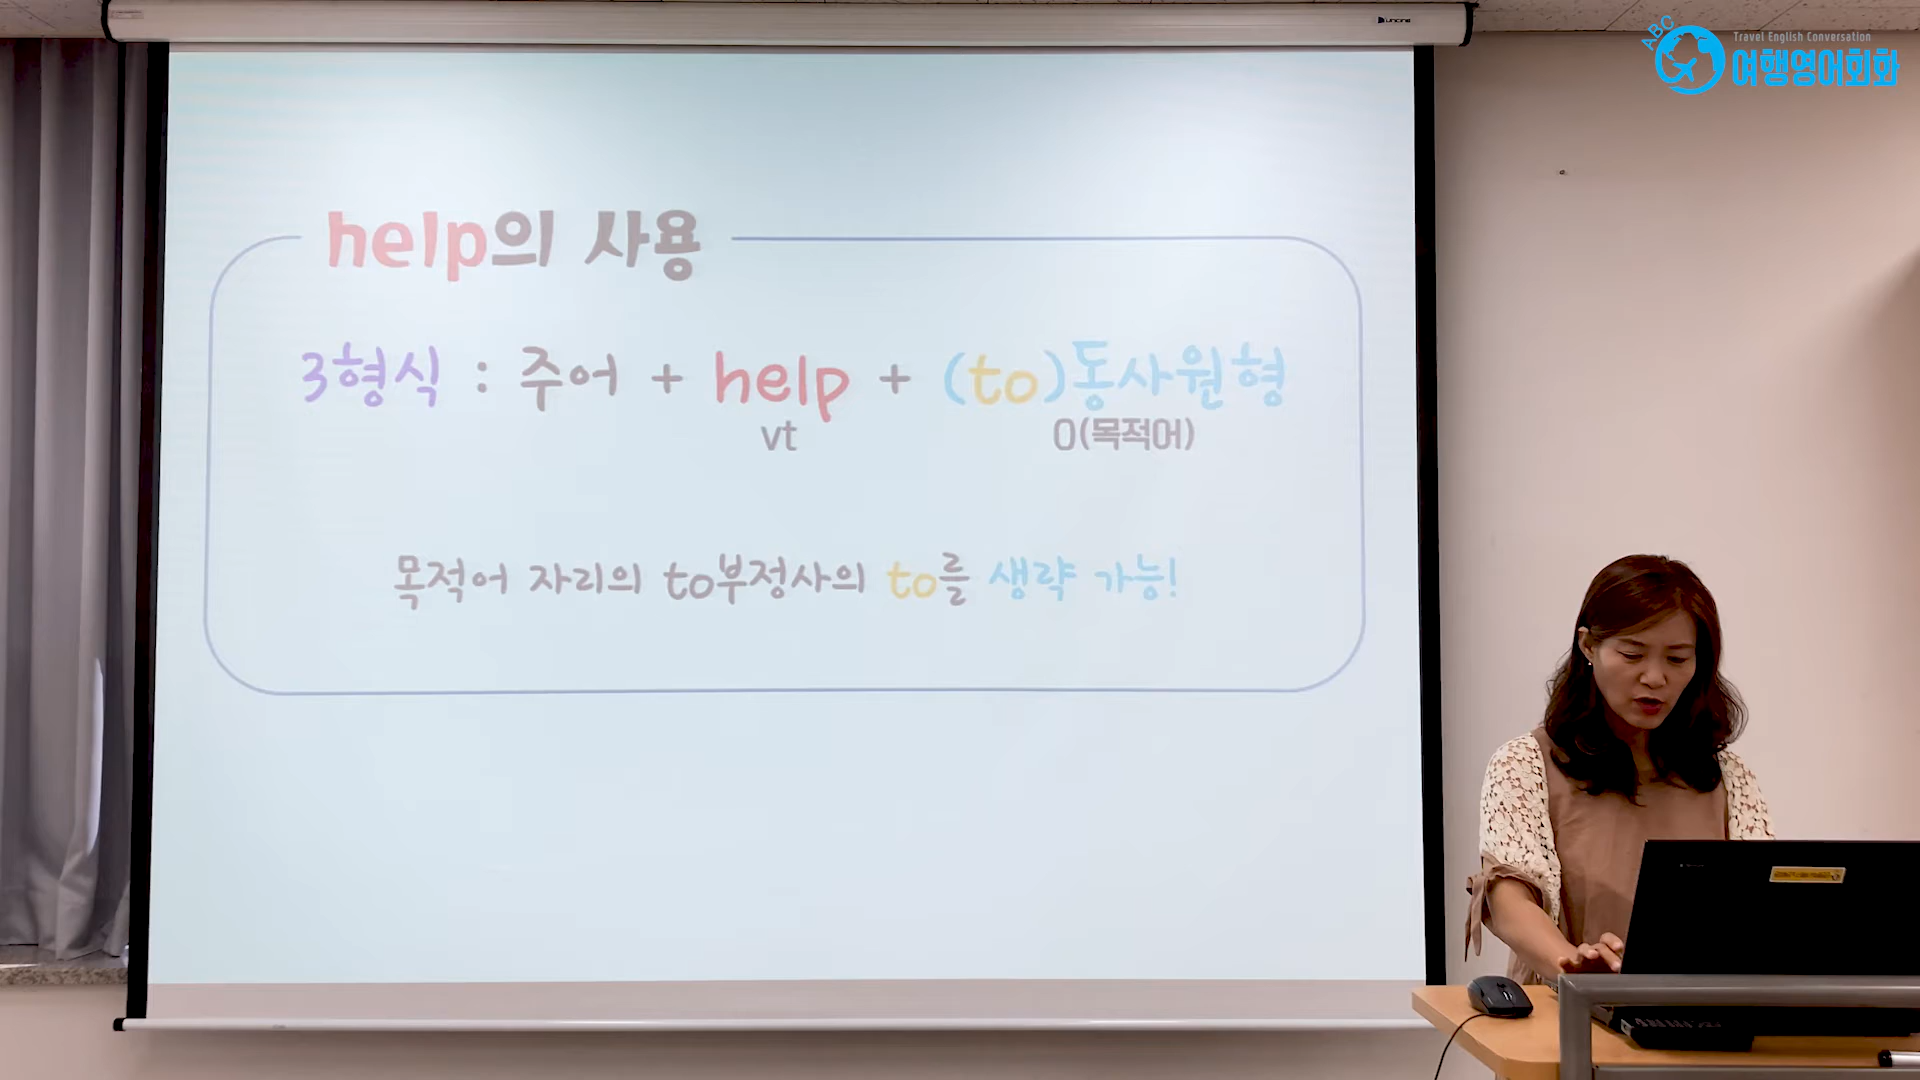 ABC
Travel English Conversation
여행영어회화
help의 사용
3형식 : 주어 + help + (to)동사원형
vt
O(목적어)
목적어 자리의 to부정사의 to를 생략 가능!